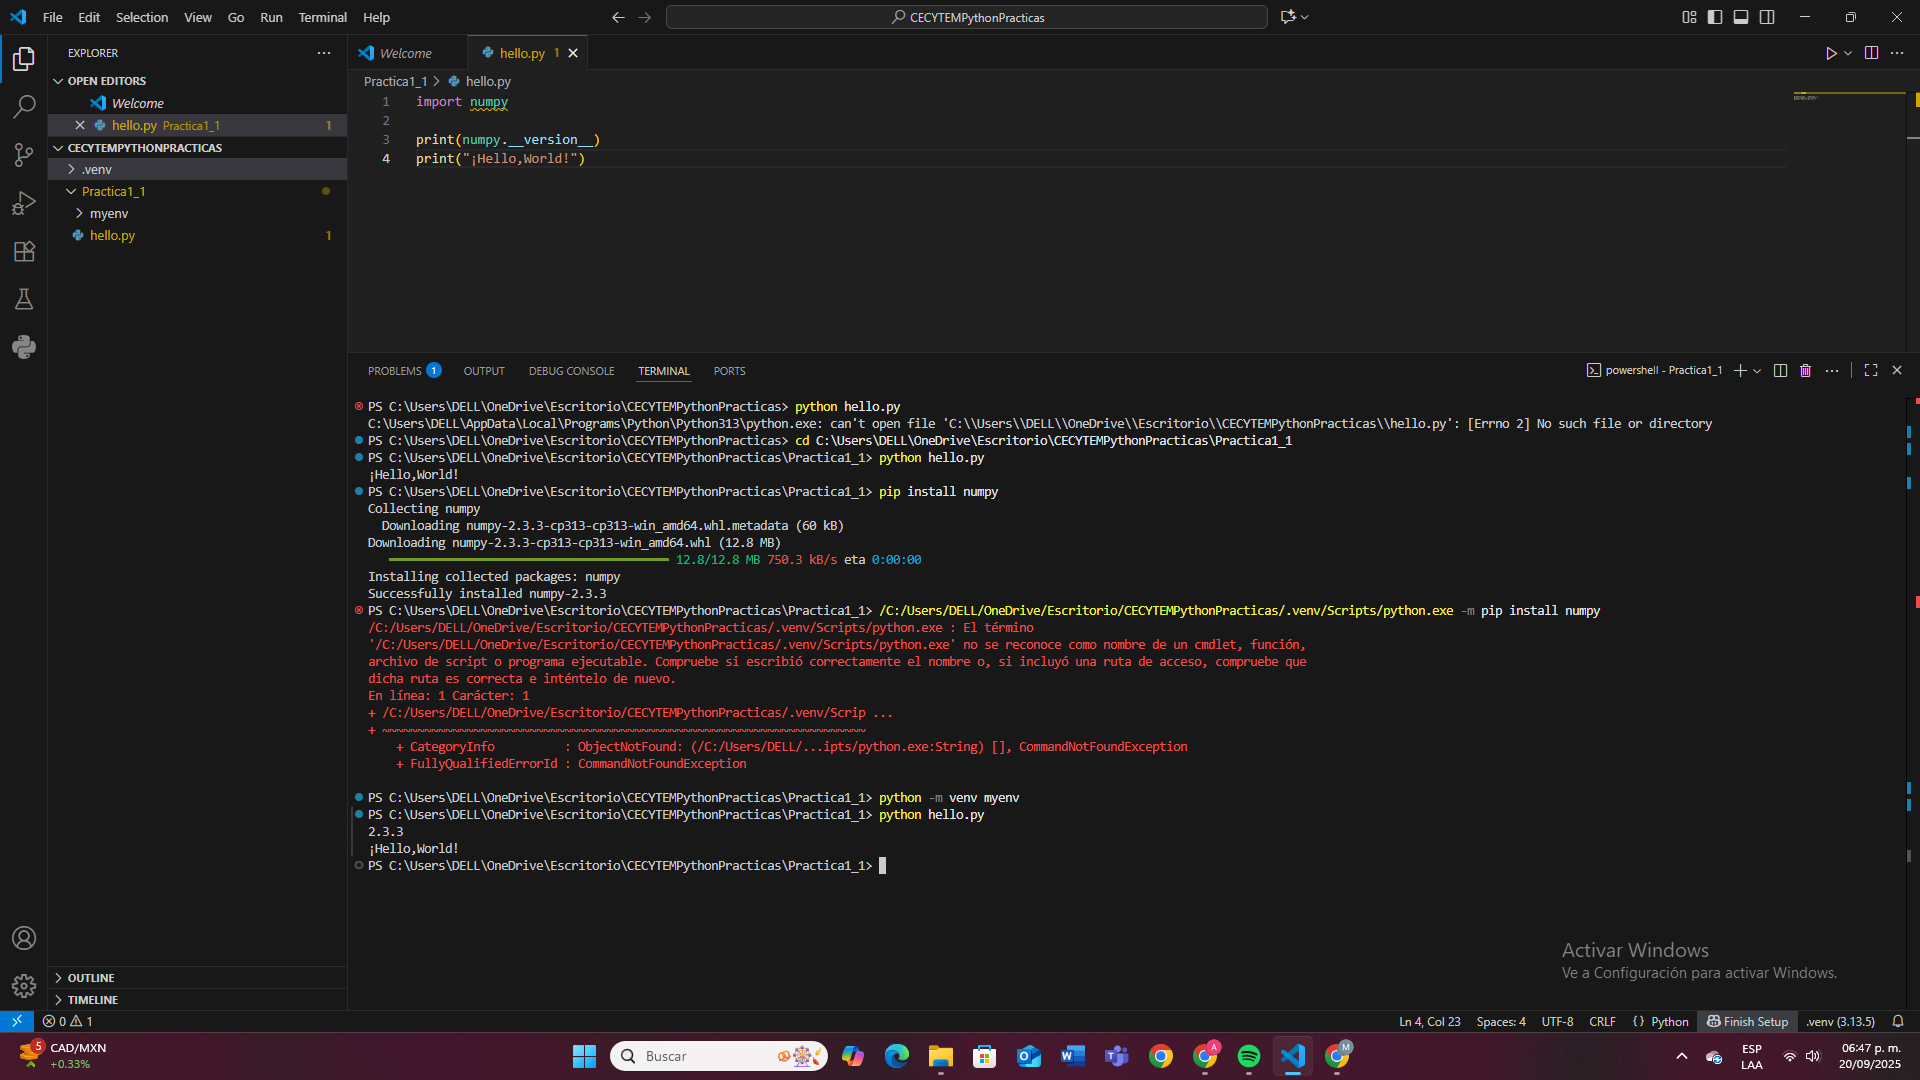 File Edit Selection View Go Run Terminal Help
CECYTEMPythonPracticas
EXPLORER
OPEN EDITORS
Welcome
hello.py Practica1_1 1
CECYTEMPYTHONPRACTICAS
.venv
Practica1_1
myenv
hello.py 1
OUTLINE
TIMELINE
Welcome
hello.py 1
Practica1_1 > hello.py
1 import numpy
2
3 print(numpy.__version__)
4 print("¡Hello,World!")
PROBLEMS 1 OUTPUT DEBUG CONSOLE TERMINAL PORTS
powershell - Practica1_1
PS C:\Users\DELL\OneDrive\Escritorio\CECYTEMPythonPracticas> python hello.py
C:\Users\DELL\AppData\Local\Programs\Python\Python313\python.exe: can't open file 'C:\\Users\\DELL\\OneDrive\\Escritorio\\CECYTEMPythonPracticas\\hello.py': [Errno 2] No such file or directory
PS C:\Users\DELL\OneDrive\Escritorio\CECYTEMPythonPracticas> cd C:\Users\DELL\OneDrive\Escritorio\CECYTEMPythonPracticas\Practica1_1
PS C:\Users\DELL\OneDrive\Escritorio\CECYTEMPythonPracticas\Practica1_1> python hello.py
¡Hello,World!
PS C:\Users\DELL\OneDrive\Escritorio\CECYTEMPythonPracticas\Practica1_1> pip install numpy
Collecting numpy
  Downloading numpy-2.3.3-cp313-cp313-win_amd64.whl.metadata (60 kB)
Downloading numpy-2.3.3-cp313-cp313-win_amd64.whl (12.8 MB)
12.8/12.8 MB 750.3 kB/s eta 0:00:00
Installing collected packages: numpy
Successfully installed numpy-2.3.3
PS C:\Users\DELL\OneDrive\Escritorio\CECYTEMPythonPracticas\Practica1_1> /C:/Users/DELL/OneDrive/Escritorio/CECYTEMPythonPracticas/.venv/Scripts/python.exe -m pip install numpy
/C:/Users/DELL/OneDrive/Escritorio/CECYTEMPythonPracticas/.venv/Scripts/python.exe : El término
'/C:/Users/DELL/OneDrive/Escritorio/CECYTEMPythonPracticas/.venv/Scripts/python.exe' no se reconoce como nombre de un cmdlet, función,
archivo de script o programa ejecutable. Compruebe si escribió correctamente el nombre o, si incluyó una ruta de acceso, compruebe que
dicha ruta es correcta e inténtelo de nuevo.
En línea: 1 Carácter: 1
+ /C:/Users/DELL/OneDrive/Escritorio/CECYTEMPythonPracticas/.venv/Scrip ...
+ ~~~~~~~~~~~~~~~~~~~~~~~~~~~~~~~~~~~~~~~~~~~~~~~~~~~~~~~~~~~~~~~~~~~~~
    + CategoryInfo          : ObjectNotFound: (/C:/Users/DELL/...ipts/python.exe:String) [], CommandNotFoundException
    + FullyQualifiedErrorId : CommandNotFoundException
PS C:\Users\DELL\OneDrive\Escritorio\CECYTEMPythonPracticas\Practica1_1> python -m venv myenv
PS C:\Users\DELL\OneDrive\Escritorio\CECYTEMPythonPracticas\Practica1_1> python hello.py
2.3.3
¡Hello,World!
PS C:\Users\DELL\OneDrive\Escritorio\CECYTEMPythonPracticas\Practica1_1>
Activar Windows
Ve a Configuración para activar Windows.
0 1
Ln 4, Col 23 Spaces: 4 UTF-8 CRLF {} Python Finish Setup .venv (3.13.5)
5 CAD/MXN
+0.33%
Buscar
A
M
ESP
LAA
06:47 p. m.
20/09/2025